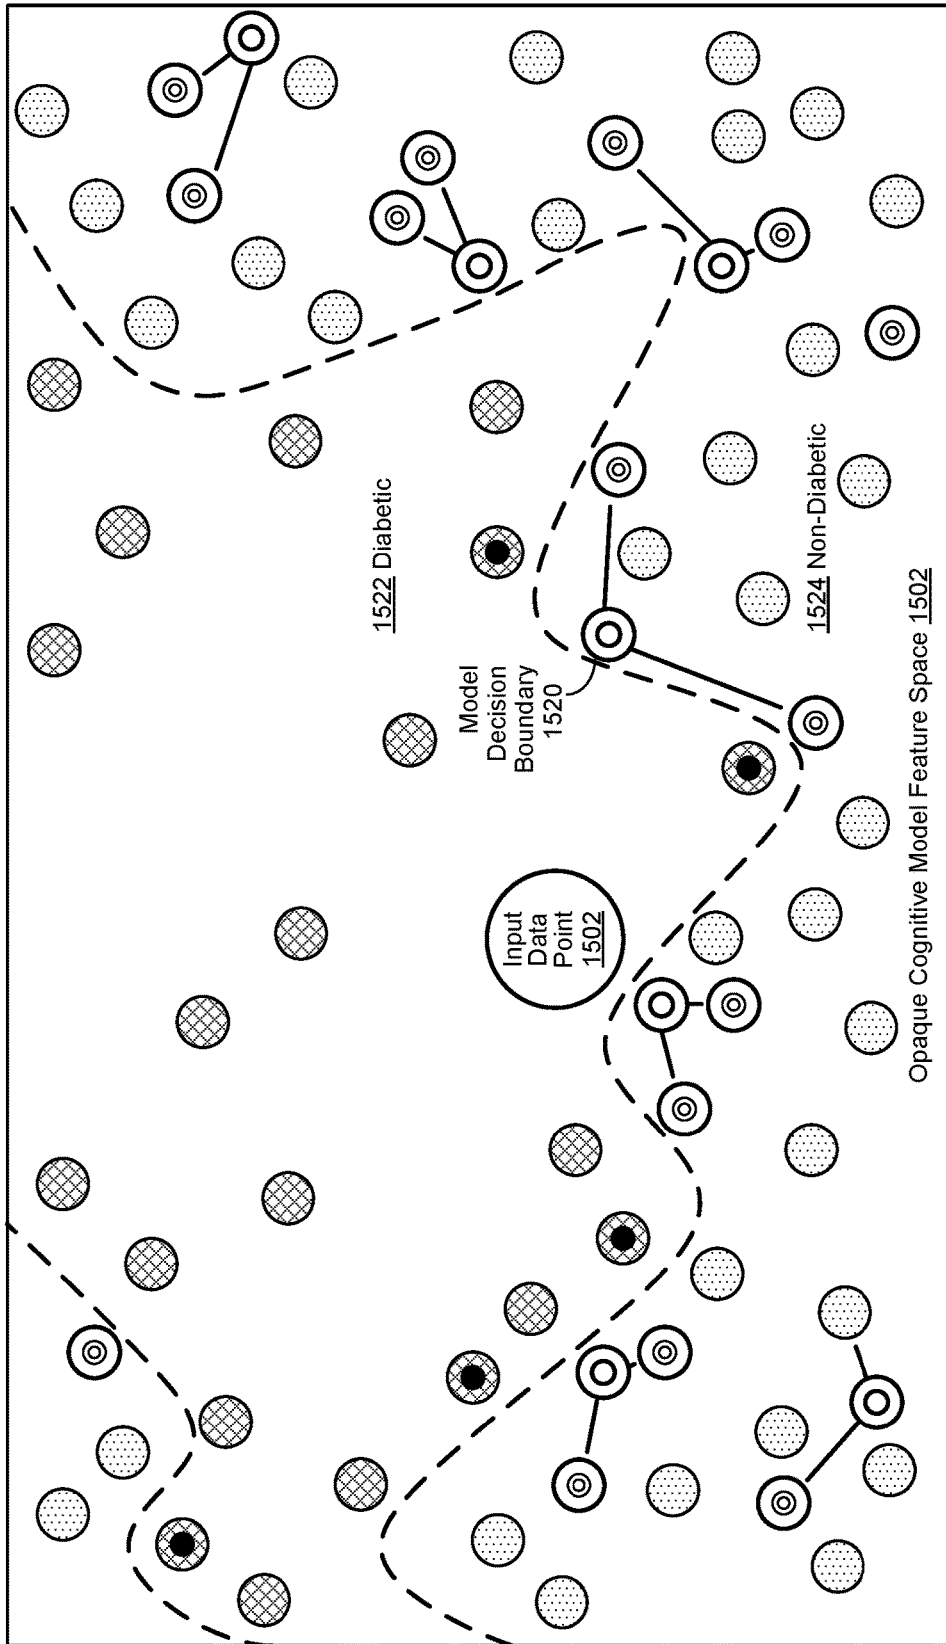 Input
Data
Point
1502
Model
Decision
Boundary
1520
1522 Diabetic
1524 Non-Diabetic
Opaque Cognitive Model Feature Space 1502